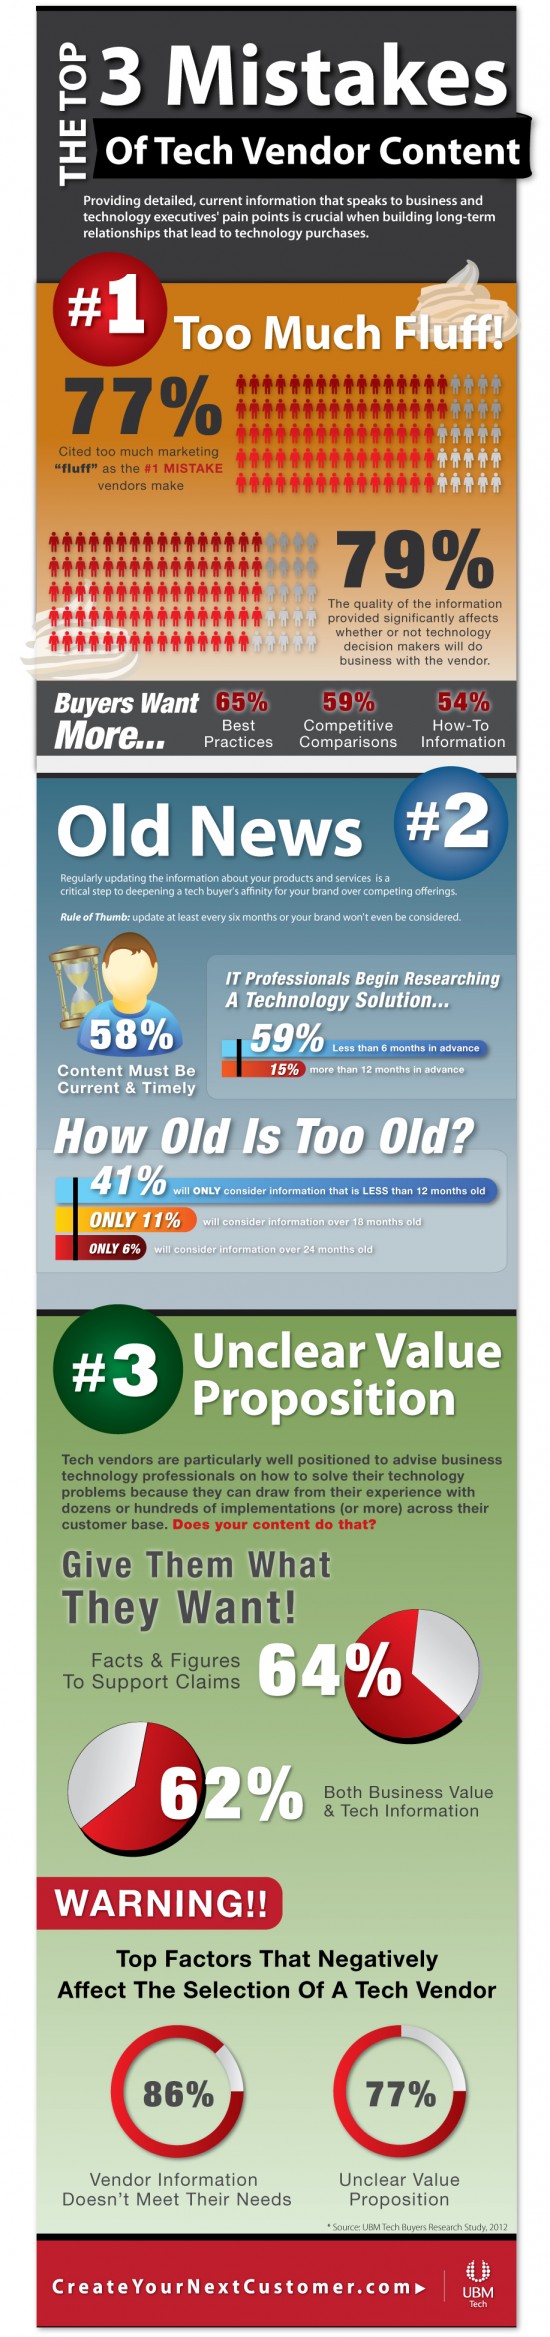 THE TOP
3 Mistakes
Of Tech Vendor Content
Providing detailed, current information that speaks to business and
technology executives' pain points is crucial when building long-term
relationships that lead to technology purchases.
#1
Too Much Fluff!
77%
Cited too much marketing
"fluff" as the #1 MISTAKE
vendors make
79%
The quality of the information
provided significantly affects
whether or not technology
decision makers will do
business with the vendor.
Buyers Want
More...
65%
Best
Practices
59%
Competitive
Comparisons
54%
How-To
Information
Old News
#2
Regularly updating the information about your products and services is a
critical step to deepening a tech buyer's affinity for your brand over competing offerings.
Rule of Thumb: update at least every six months or your brand won't even be considered.
58%
Content Must Be
Current & Timely
IT Professionals Begin Researching
A Technology Solution...
59% Less than 6 months in advance
15% more than 12 months in advance
How Old Is Too Old?
41% will ONLY consider information that is LESS than 12 months old
ONLY 11% will consider information over 18 months old
ONLY 6% will consider information over 24 months old
#3
Unclear Value
Proposition
Tech vendors are particularly well positioned to advise business
technology professionals on how to solve their technology
problems because they can draw from their experience with
dozens or hundreds of implementations (or more) across their
customer base. Does your content do that?
Give Them What
They Want!
Facts & Figures
To Support Claims
64%
62%
Both Business Value
& Tech Information
WARNING!!
Top Factors That Negatively
Affect The Selection Of A Tech Vendor
86%
Vendor Information
Doesn't Meet Their Needs
77%
Unclear Value
Proposition
* Source: UBM Tech Buyers Research Study, 2012
CreateYourNextCustomer.com
UBM
Tech